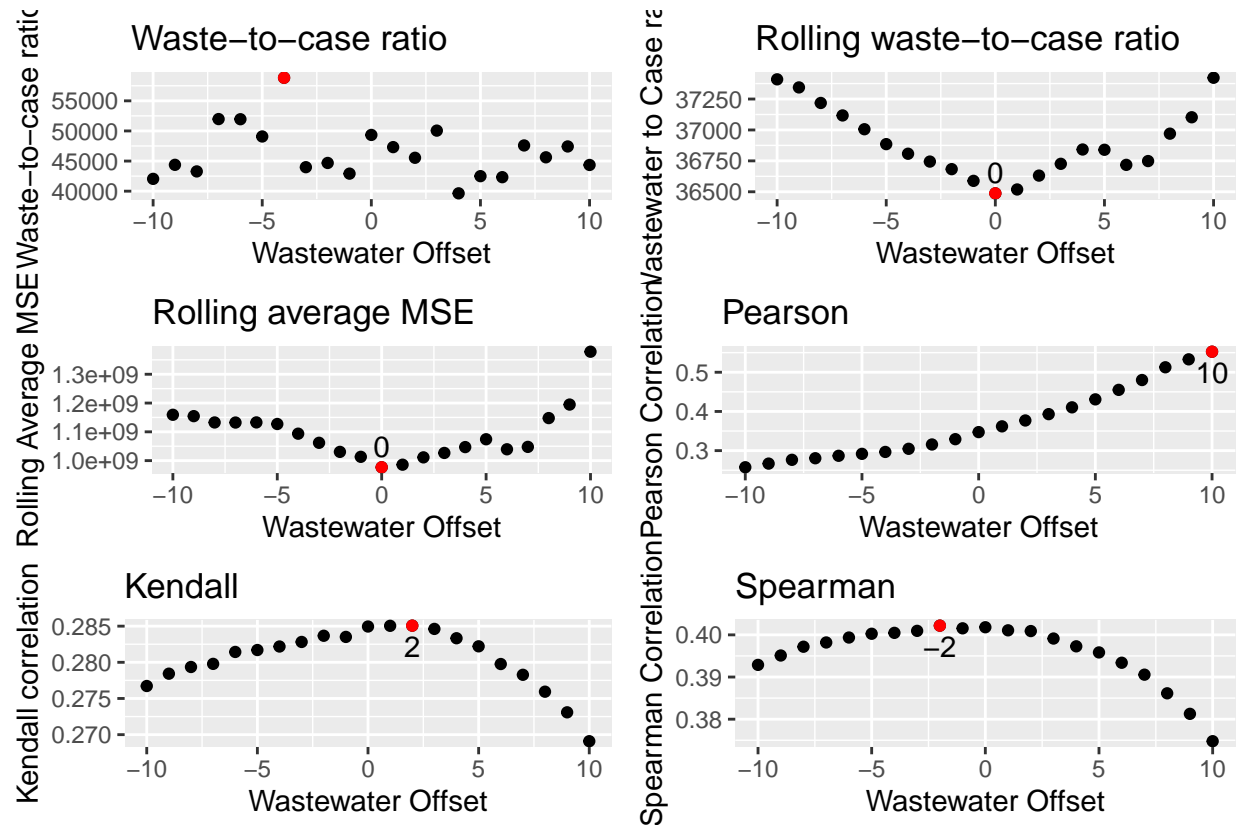 Waste−to−case ratio
Waste−to−case ratio
55000
50000
45000
40000
−10 −5 0 5 10
Wastewater Offset
Rolling waste−to−case ratio
Wastewater to Case
37250
37000
36750
36500
0
−10 −5 0 5 10
Wastewater Offset
Rolling average MSE
Rolling Average MSE
1.3e+09
1.2e+09
1.1e+09
1.0e+09
0
−10 −5 0 5 10
Wastewater Offset
Pearson
Pearson Correlation
0.5
0.4
0.3
10
−10 −5 0 5 10
Wastewater Offset
Kendall
Kendall correlation
0.285
0.280
0.275
0.270
2
−10 −5 0 5 10
Wastewater Offset
Spearman
Spearman Correlation
0.40
0.39
0.38
−2
−10 −5 0 5 10
Wastewater Offset